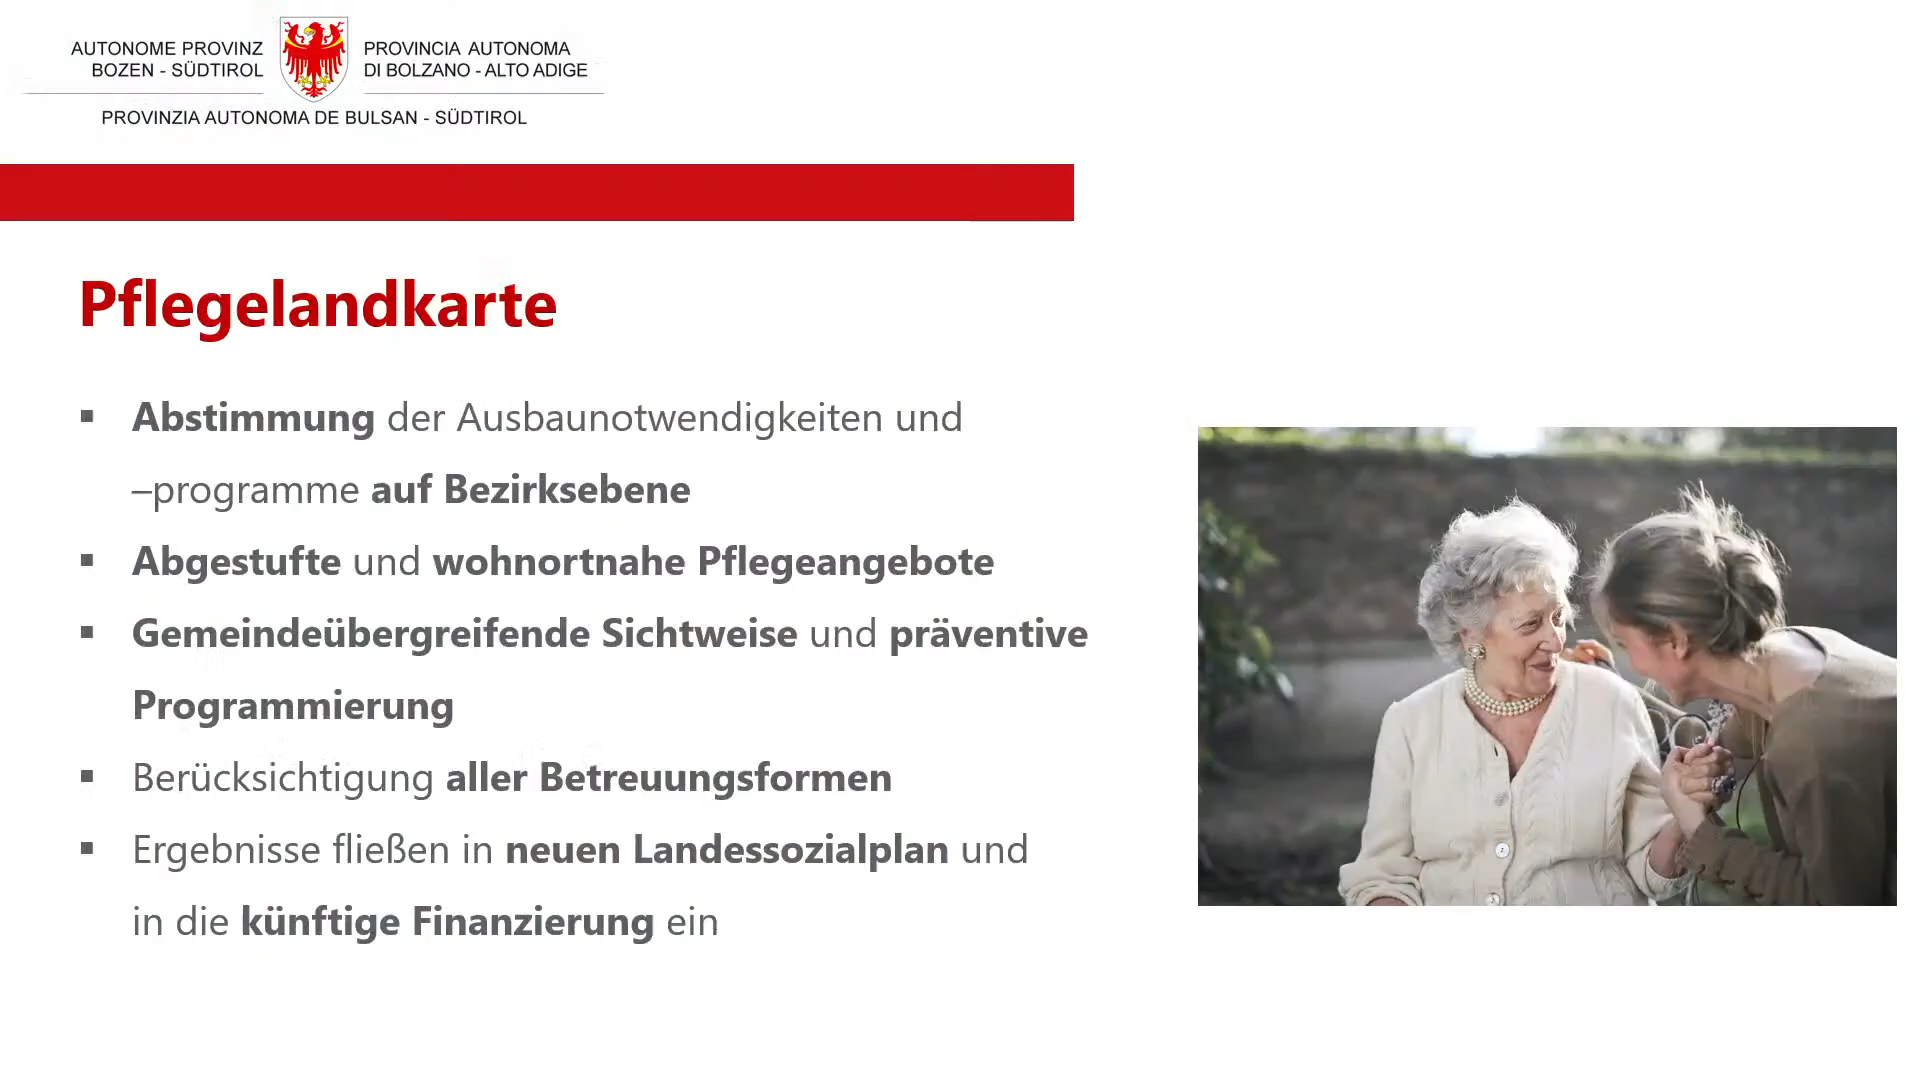 AUTONOME PROVINZ
BOZEN - SÜDTIROL
PROVINCIA AUTONOMA
DI BOLZANO - ALTO ADIGE
PROVINZIA AUTONOMA DE BULSAN - SÜDTIROL
Pflegelandkarte
▪ Abstimmung der Ausbaunotwendigkeiten und
–programme auf Bezirksebene
▪ Abgestufte und wohnortnahe Pflegeangebote
▪ Gemeindeübergreifende Sichtweise und präventive
Programmierung
▪ Berücksichtigung aller Betreuungsformen
▪ Ergebnisse fließen in neuen Landessozialplan und
in die künftige Finanzierung ein